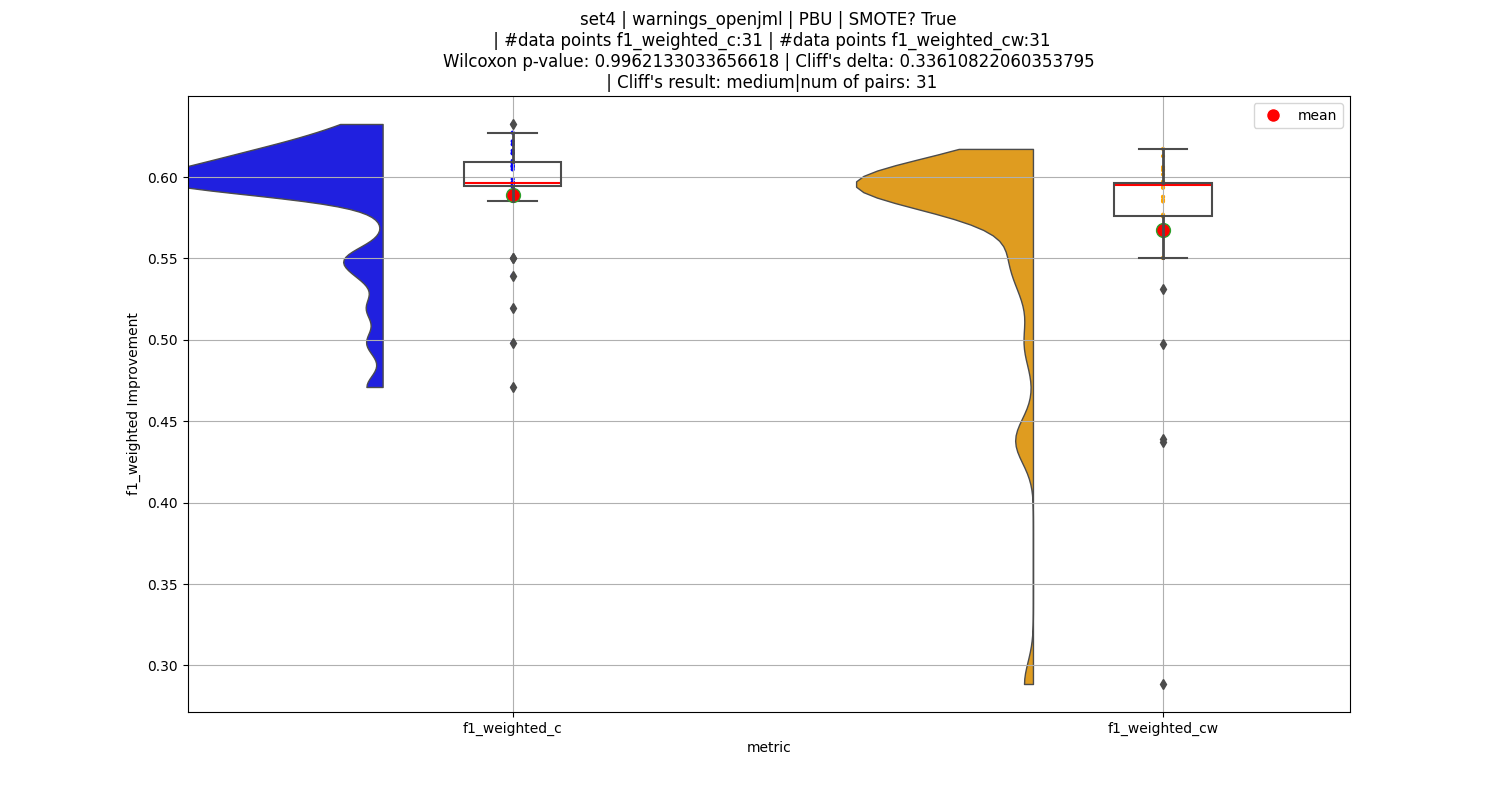 set4 | warnings_openjml | PBU | SMOTE? True
| #data points f1_weighted_c:31 | #data points f1_weighted_cw:31
Wilcoxon p-value: 0.9962133033656618 | Cliff's delta: 0.33610822060353795
| Cliff's result: medium|num of pairs: 31
mean
0.60
0.55
0.50
0.45
0.40
0.35
0.30
f1_weighted Improvement
f1_weighted_c
f1_weighted_cw
metric